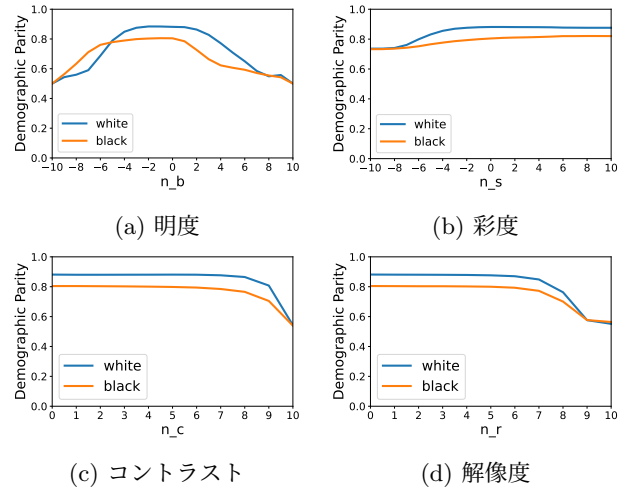 Demographic Parity
1.0
0.8
0.6
0.4
0.2
0.0
white
black
−10 −8 −6 −4 −2 0 2 4 6 8 10
n_b
(a) 明度
Demographic Parity
1.0
0.8
0.6
0.4
0.2
0.0
white
black
−10 −8 −6 −4 −2 0 2 4 6 8 10
n_s
(b) 彩度
Demographic Parity
1.0
0.8
0.6
0.4
0.2
0.0
white
black
0 1 2 3 4 5 6 7 8 9 10
n_c
(c) コントラスト
Demographic Parity
1.0
0.8
0.6
0.4
0.2
0.0
white
black
0 1 2 3 4 5 6 7 8 9 10
n_r
(d) 解像度